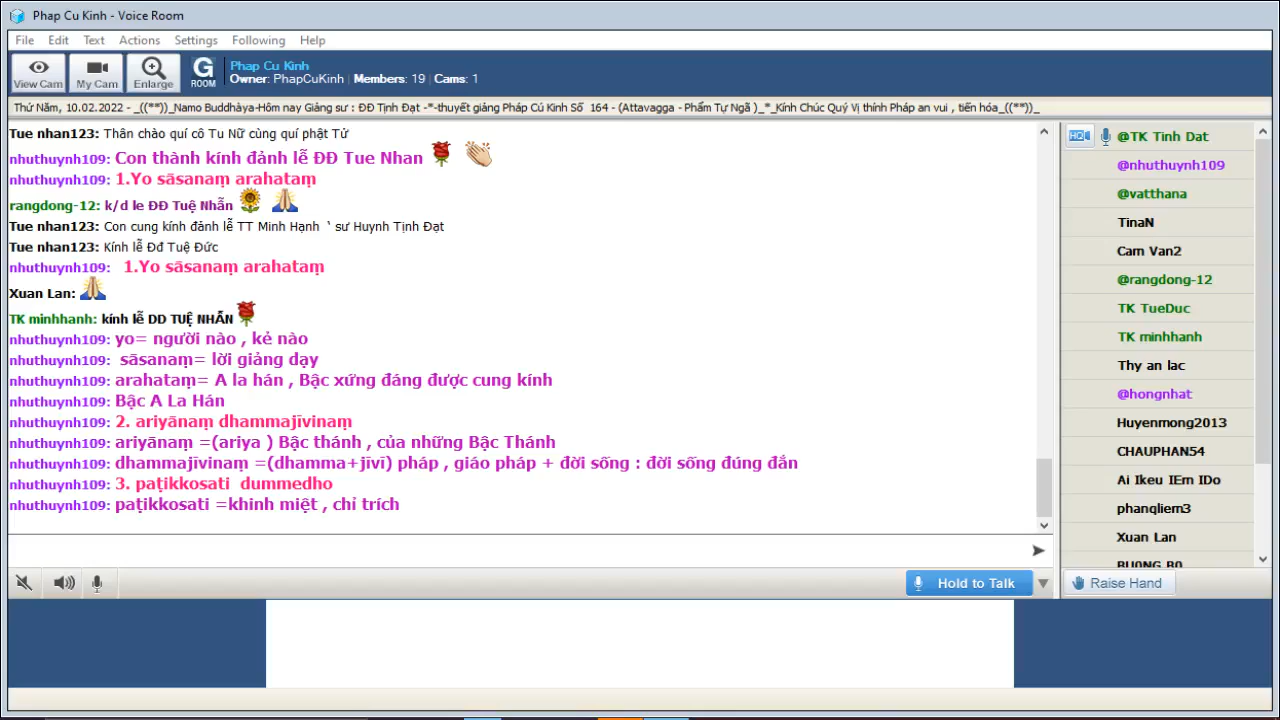 Phap Cu Kinh - Voice Room
File Edit Text Actions Settings Following Help
View Cam My Cam Enlarge G ROOM
Phap Cu Kinh
Owner: PhapCuKinh Members: 19 Cams: 1
Thứ Năm, 10.02.2022 - _((**))_Namo Buddhàya-Hôm nay Giảng sư : ĐĐ Tịnh Đạt -*-thuyết giảng Pháp Cú Kinh Số 164 - (Attavagga - Phẩm Tự Ngã )_*_Kính Chúc Quý Vị thính Pháp an vui , tiến hóa_((**))_
Tue nhan123: Thân chào quí cô Tu Nữ cùng quí phật Tử
nhuthuynh109: Con thành kính đảnh lễ ĐĐ Tue Nhan
nhuthuynh109: 1.Yo sāsanaṃ arahataṃ
rangdong-12: k/d le ĐĐ Tuệ Nhẫn
Tue nhan123: Con cung kính đảnh lễ TT Minh Hạnh ‛ sư Huynh Tịnh Đạt
Tue nhan123: Kính lễ Đđ Tuệ Đức
nhuthuynh109: 1.Yo sāsanaṃ arahataṃ
Xuan Lan:
TK minhhanh: kính lễ DD TUỆ NHẪN
nhuthuynh109: yo= người nào , kẻ nào
nhuthuynh109: sāsanaṃ= lời giảng dạy
nhuthuynh109: arahataṃ= A la hán , Bậc xứng đáng được cung kính
nhuthuynh109: Bậc A La Hán
nhuthuynh109: 2. ariyānaṃ dhammajīvinaṃ
nhuthuynh109: ariyānaṃ =(ariya ) Bậc thánh , của những Bậc Thánh
nhuthuynh109: dhammajīvinaṃ =(dhamma+jīvī) pháp , giáo pháp + đời sống : đời sống đúng đắn
nhuthuynh109: 3. paṭikkosati dummedho
nhuthuynh109: paṭikkosati =khinh miệt , chỉ trích
HQ
@TK Tinh Dat
@nhuthuynh109
@vatthana
TinaN
Cam Van2
@rangdong-12
TK TueDuc
TK minhhanh
Thy an lac
@hongnhat
Huyenmong2013
CHAUPHAN54
Ai Ikeu IEm IDo
phanqliem3
Xuan Lan
Hold to Talk
Raise Hand